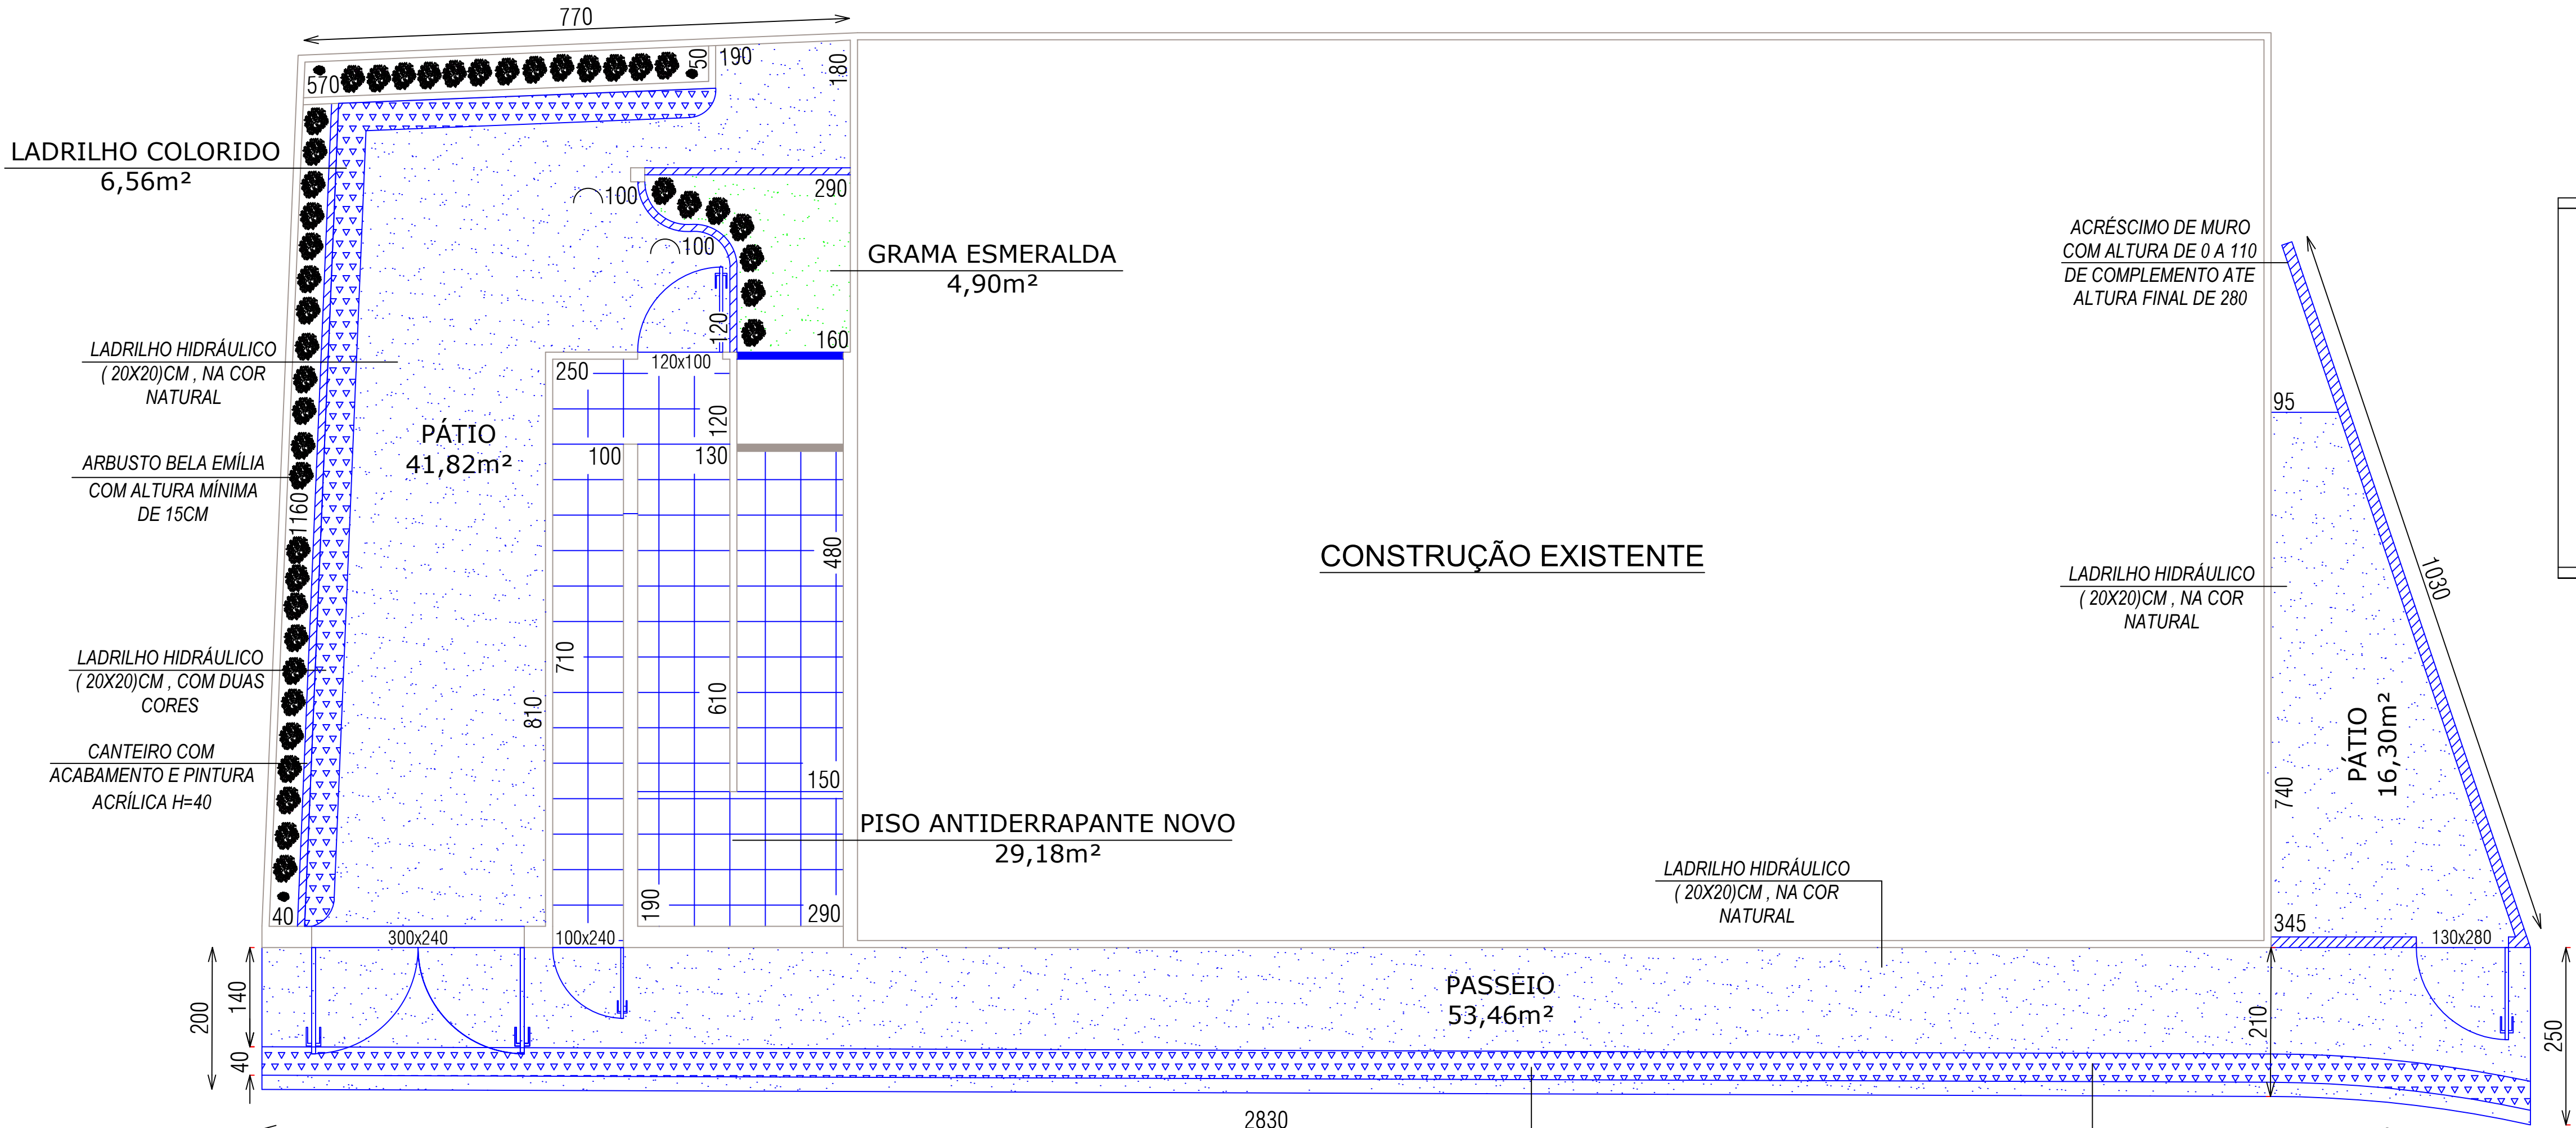 770
570
50
190
180
LADRILHO COLORIDO
6,56m²
100
290
100
GRAMA ESMERALDA
4,90m²
ACRÉSCIMO DE MURO
COM ALTURA DE 0 A 110
DE COMPLEMENTO ATE
ALTURA FINAL DE 280
120
160
LADRILHO HIDRÁULICO
( 20X20)CM , NA COR
NATURAL
250
120x100
120
95
PÁTIO
41,82m²
100
130
ARBUSTO BELA EMÍLIA
COM ALTURA MÍNIMA
DE 15CM
1160
480
CONSTRUÇÃO EXISTENTE
1030
LADRILHO HIDRÁULICO
( 20X20)CM , NA COR
NATURAL
LADRILHO HIDRÁULICO
( 20X20)CM , COM DUAS
CORES
710
810
610
PÁTIO
16,30m²
740
CANTEIRO COM
ACABAMENTO E PINTURA
ACRÍLICA H=40
150
PISO ANTIDERRAPANTE NOVO
29,18m²
LADRILHO HIDRÁULICO
( 20X20)CM , NA COR
NATURAL
40
190
290
345
300x240
100x240
130x280
200
140
40
PASSEIO
53,46m²
210
250
2830